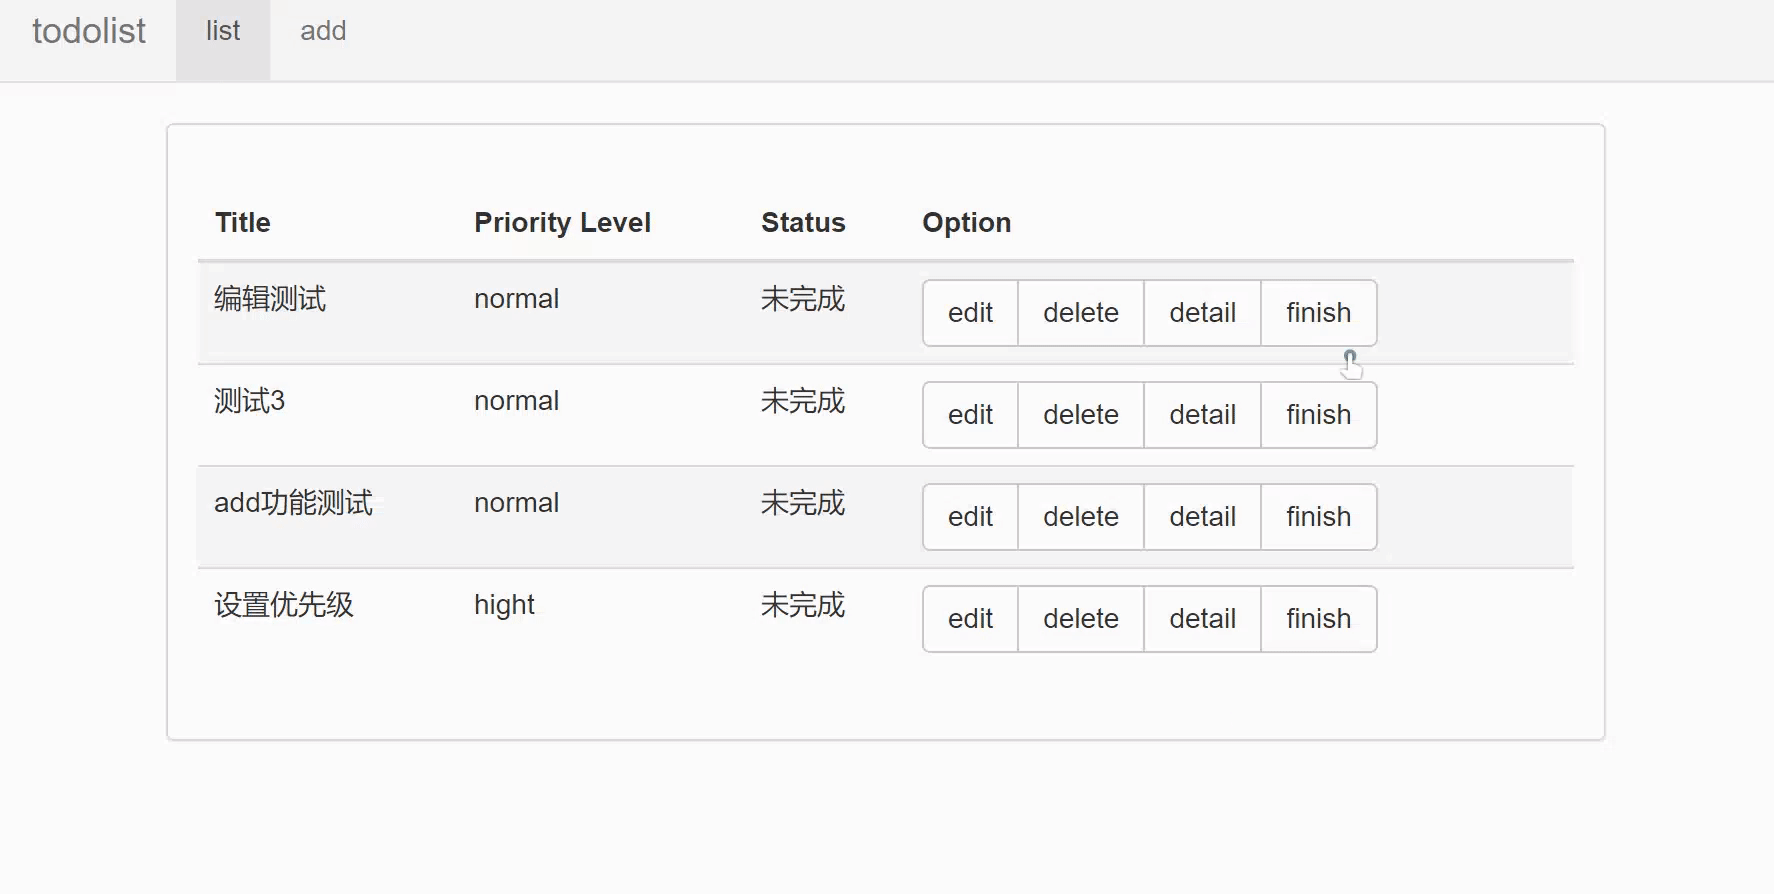 todolist list add
Title Priority Level Status Option
编辑测试 normal 未完成 edit delete detail finish
测试3 normal 未完成 edit delete detail finish
add功能测试 normal 未完成 edit delete detail finish
设置优先级 hight 未完成 edit delete detail finish